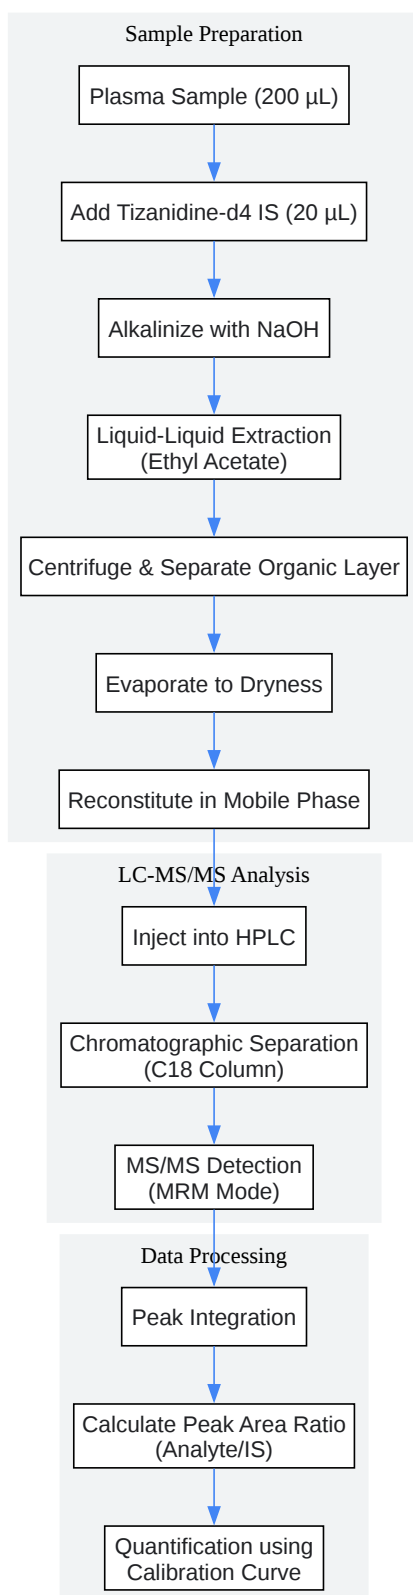 Sample Preparation
Plasma Sample (200 µL)
Add Tizanidine-d4 IS (20 µL)
Alkalinize with NaOH
Liquid-Liquid Extraction
(Ethyl Acetate)
Centrifuge & Separate Organic Layer
Evaporate to Dryness
Reconstitute in Mobile Phase
LC-MS/MS Analysis
Inject into HPLC
Chromatographic Separation
(C18 Column)
MS/MS Detection
(MRM Mode)
Data Processing
Peak Integration
Calculate Peak Area Ratio
(Analyte/IS)
Quantification using
Calibration Curve